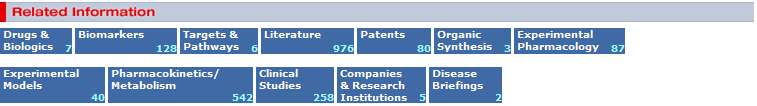 Related Information
Drugs & Biologics 7 Biomarkers 128 Targets & Pathways 6 Literature 976 Patents 80 Organic Synthesis 3 Experimental Pharmacology 87
Experimental Models 40 Pharmacokinetics/ Metabolism 542 Clinical Studies 258 Companies & Research Institutions 5 Disease Briefings 2